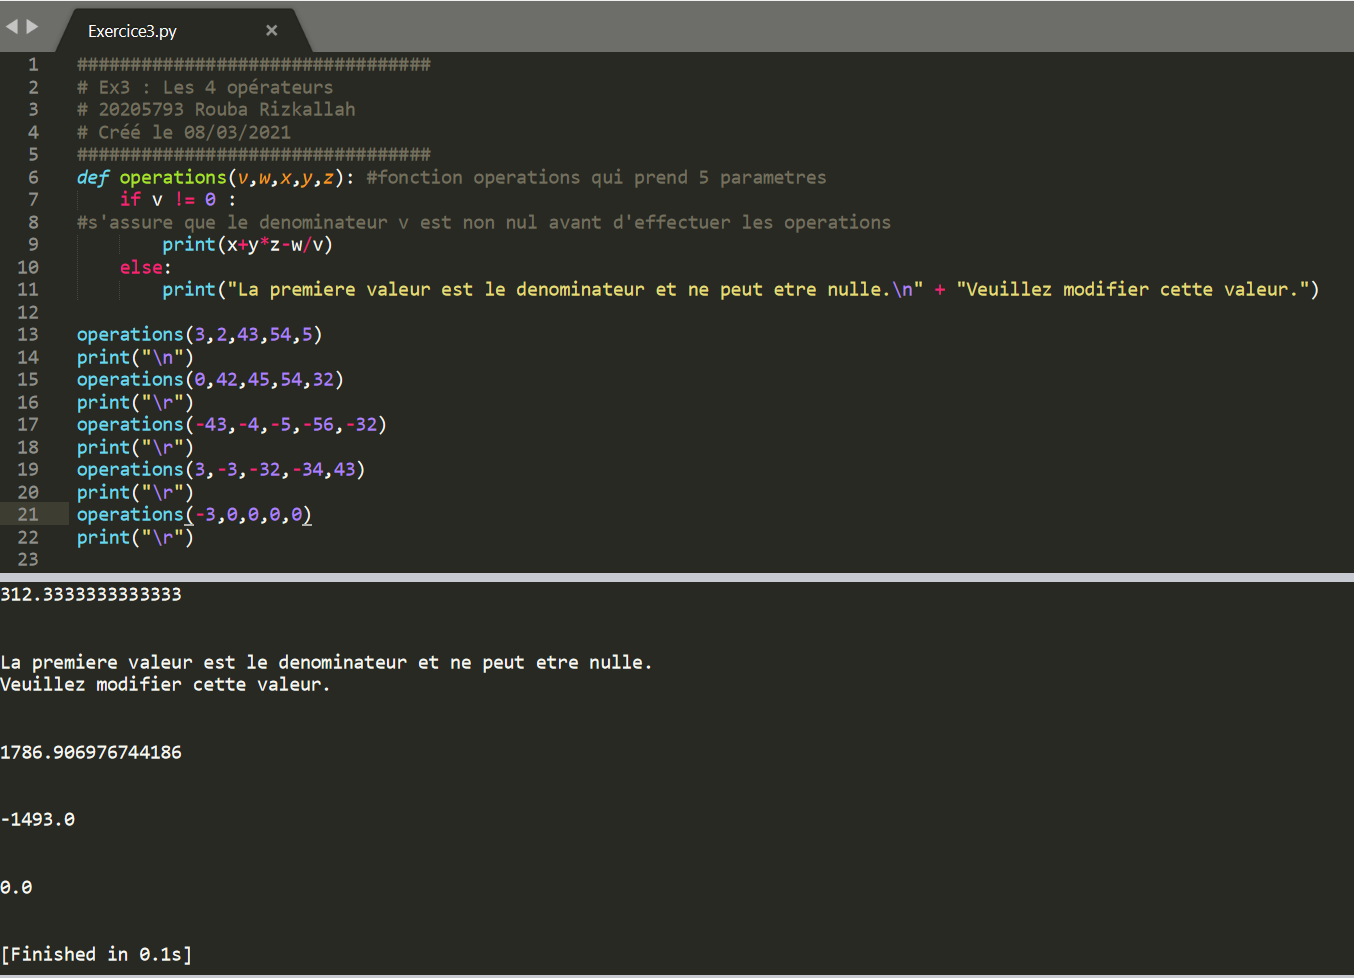 Exercice3.py ×
1 #################################
2 # Ex3 : Les 4 opérateurs
3 # 20205793 Rouba Rizkallah
4 # Créé le 08/03/2021
5 #################################
6 def operations(v,w,x,y,z): #fonction operations qui prend 5 parametres
7     if v != 0 :
8 #s'assure que le denominateur v est non nul avant d'effectuer les operations
9         print(x+y*z-w/v)
10     else:
11         print("La premiere valeur est le denominateur et ne peut etre nulle.\n" + "Veuillez modifier cette valeur.")
12
13 operations(3,2,43,54,5)
14 print("\n")
15 operations(0,42,45,54,32)
16 print("\r")
17 operations(-43,-4,-5,-56,-32)
18 print("\r")
19 operations(3,-3,-32,-34,43)
20 print("\r")
21 operations(-3,0,0,0,0)
22 print("\r")
23
312.3333333333333
La premiere valeur est le denominateur et ne peut etre nulle.
Veuillez modifier cette valeur.
1786.906976744186
-1493.0
0.0
[Finished in 0.1s]